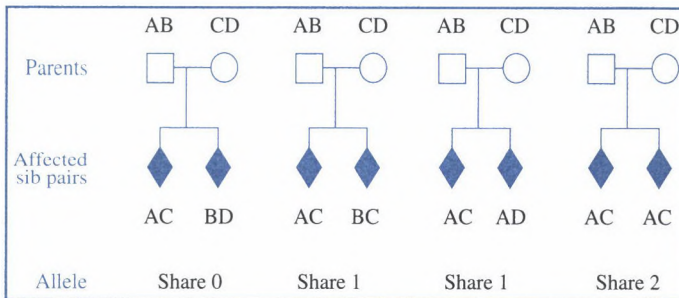 AB CD AB CD AB CD AB CD
Parents
Affected
sib pairs
AC BD AC BC AC AD AC AC
Allele Share 0 Share 1 Share 1 Share 2